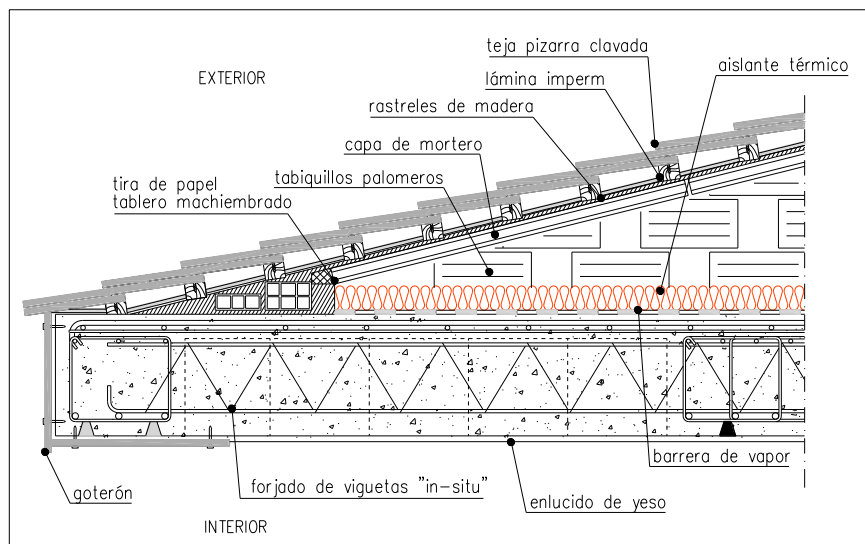 teja pizarra clavada
aislante térmico
EXTERIOR
lámina imperm
rastreles de madera
capa de mortero
tira de papel
tabiquillos palomeros
tablero machiembrado
barrera de vapor
forjado de viguetas "in-situ"
goterón
enlucido de yeso
INTERIOR